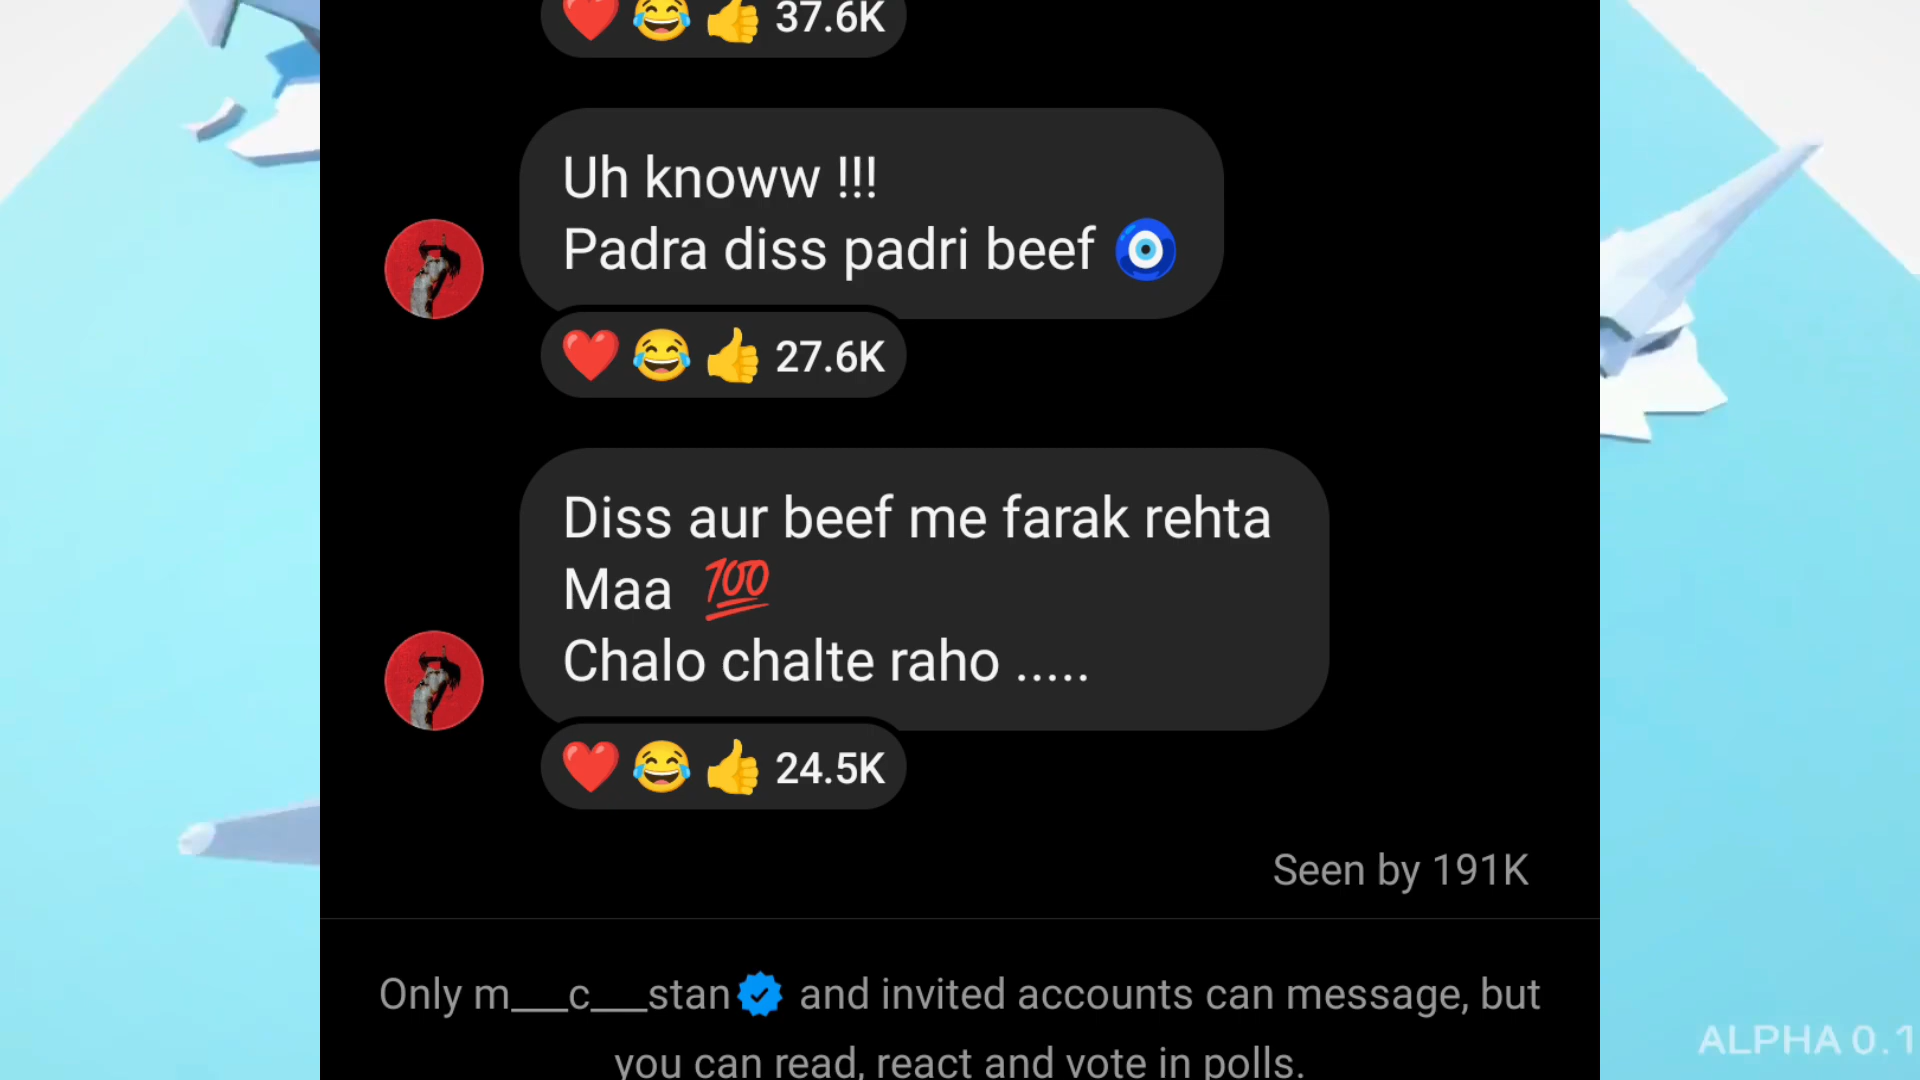 ❤️😂👍 37.6K
Uh knoww !!!
Padra diss padri beef 🧿
❤️😂👍 27.6K
Diss aur beef me farak rehta
Maa 💯
Chalo chalte raho .....
❤️😂👍 24.5K
Seen by 191K
Only m___c___stan and invited accounts can message, but
you can read, react and vote in polls.
ALPHA 0.1